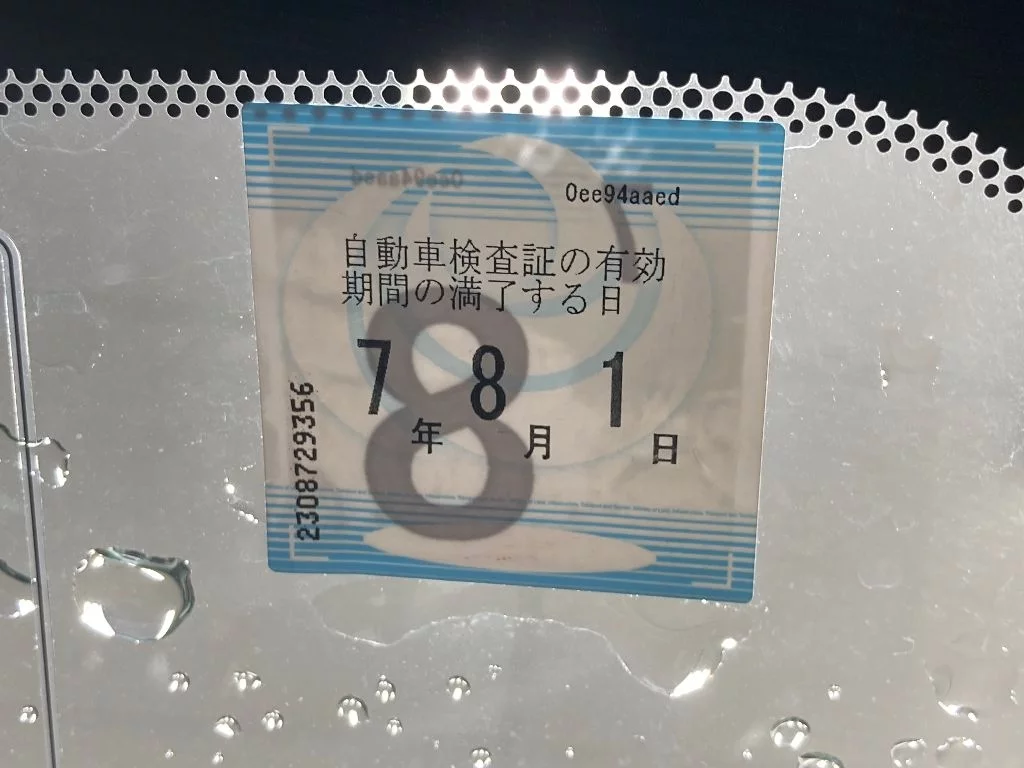 0ee94aaed
自動車検査証の有効
期間の満了する日
7年 8月 1日
2308729356
8